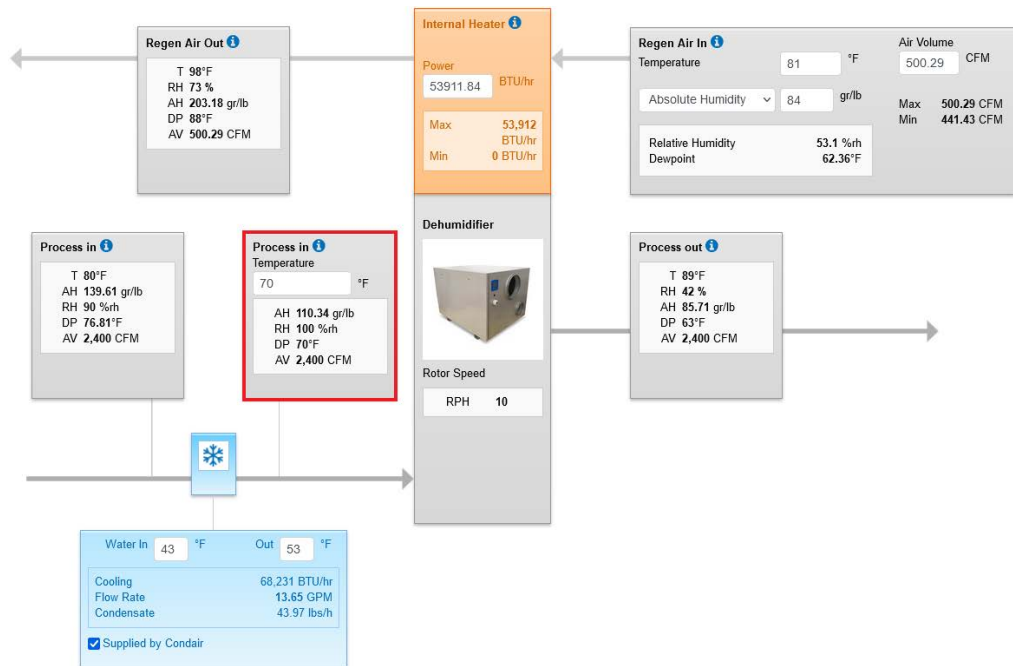 Regen Air Out
T 98°F
RH 73 %
AH 203.18 gr/lb
DP 88°F
AV 500.29 CFM
Internal Heater
Power
53911.84 BTU/hr
Max 53,912
BTU/hr
Min 0 BTU/hr
Regen Air In
Temperature 81 °F
Absolute Humidity 84 gr/lb
Relative Humidity 53.1 %rh
Dewpoint 62.36°F
Air Volume
500.29 CFM
Max 500.29 CFM
Min 441.43 CFM
Process in
T 80°F
AH 139.61 gr/lb
RH 90 %rh
DP 76.81°F
AV 2,400 CFM
Process in
Temperature
70 °F
AH 110.34 gr/lb
RH 100 %rh
DP 70°F
AV 2,400 CFM
Dehumidifier
Rotor Speed
RPH 10
Process out
T 89°F
RH 42 %
AH 85.71 gr/lb
DP 63°F
AV 2,400 CFM
Water In 43 °F Out 53 °F
Cooling 68,231 BTU/hr
Flow Rate 13.65 GPM
Condensate 43.97 lbs/h
Supplied by Condair